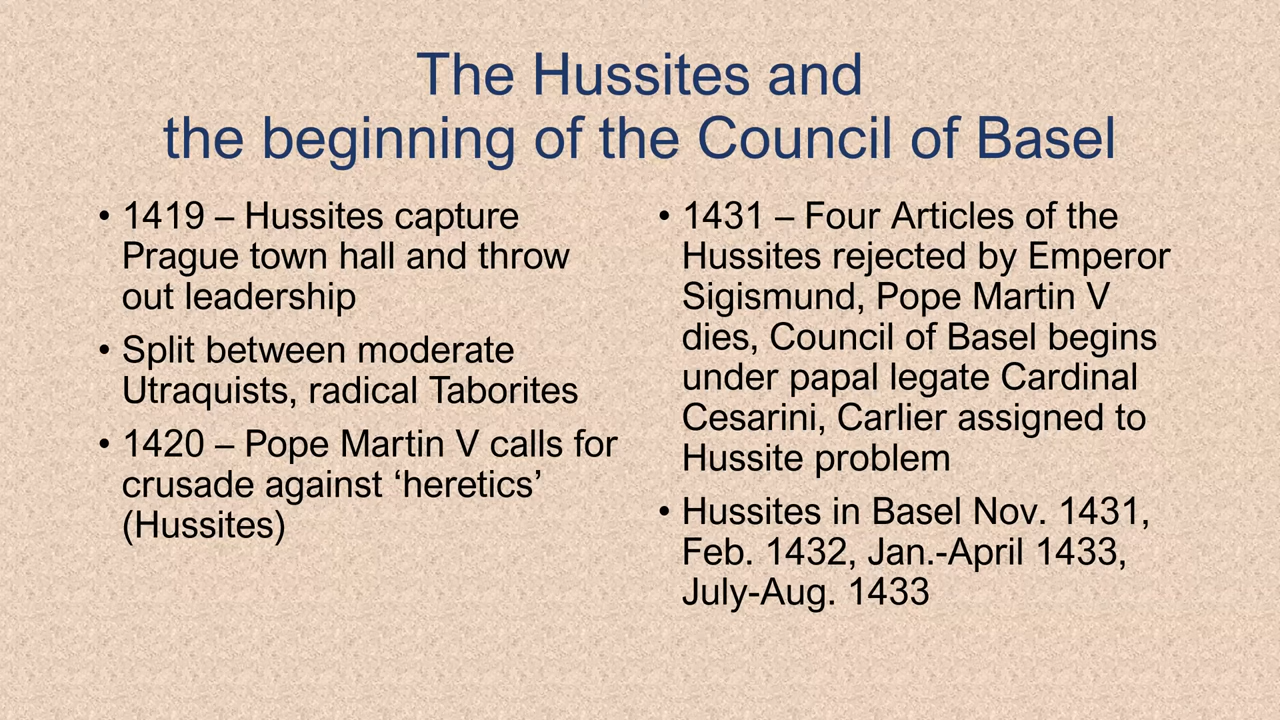 The Hussites and
the beginning of the Council of Basel
• 1419 – Hussites capture
Prague town hall and throw
out leadership
• Split between moderate
Utraquists, radical Taborites
• 1420 – Pope Martin V calls for
crusade against ‘heretics’
(Hussites)
• 1431 – Four Articles of the
Hussites rejected by Emperor
Sigismund, Pope Martin V
dies, Council of Basel begins
under papal legate Cardinal
Cesarini, Carlier assigned to
Hussite problem
• Hussites in Basel Nov. 1431,
Feb. 1432, Jan.-April 1433,
July-Aug. 1433